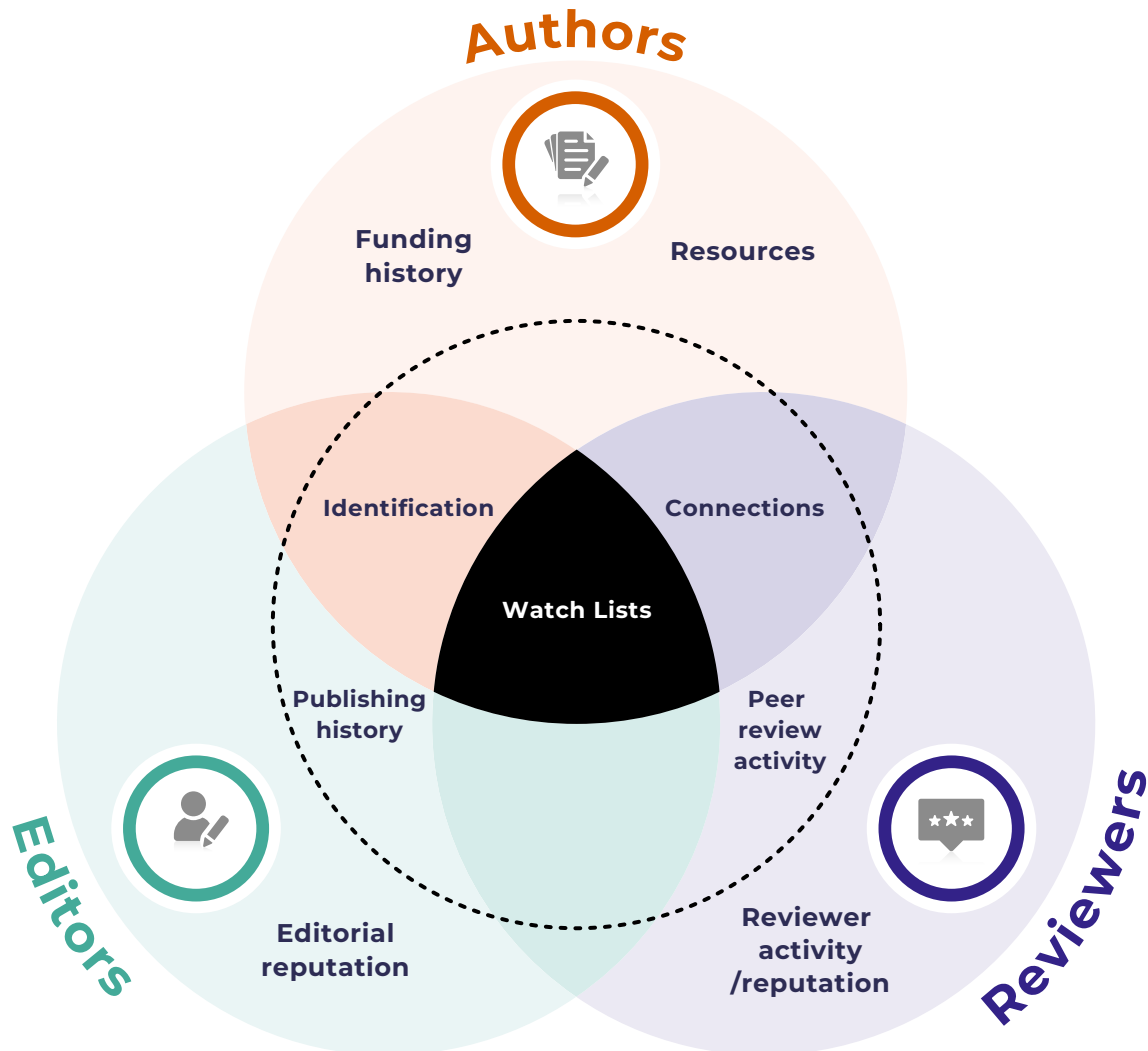 Authors
Funding
history
Resources
Identification
Connections
Watch Lists
Publishing
history
Peer
review
activity
Editors
Reviewers
Editorial
reputation
Reviewer
activity
/reputation